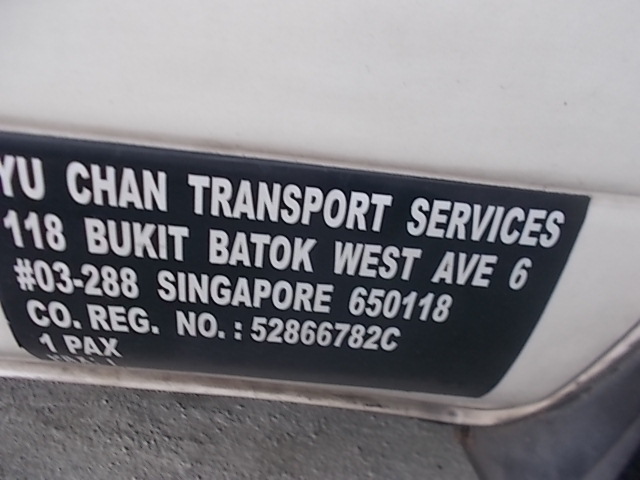 YU CHAN TRANSPORT SERVICES
118 BUKIT BATOK WEST AVE 6
#03-288 SINGAPORE 650118
CO. REG. NO. : 52866782C
1 PAX